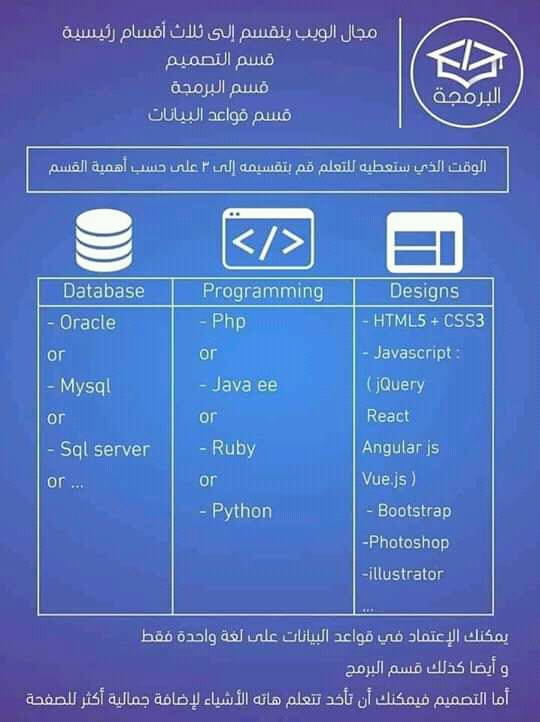 مجال الويب ينقسم إلى ثلاث أقسام رئيسية
قسم التصميم
قسم البرمجة
قسم قواعد البيانات
</>
البرمجة
الوقت الذي ستعطيه للتعلم قم بتقسيمه إلى ٣ على حسب أهمية القسم
</>
Database
- Oracle
or
- Mysql
or
- Sql server
or ...
Programming
- Php
or
- Java ee
or
- Ruby
or
- Python
Designs
- HTML5 + CSS3
- Javascript :
( jQuery
React
Angular js
Vue.js )
- Bootstrap
-Photoshop
-illustrator
...
يمكنك الإعتماد في قواعد البيانات على لغة واحدة فقط
و أيضا كذلك قسم البرمج
أما التصميم فيمكنك أن تأخد تتعلم هاته الأشياء لإضافة جمالية أكثر للصفحة